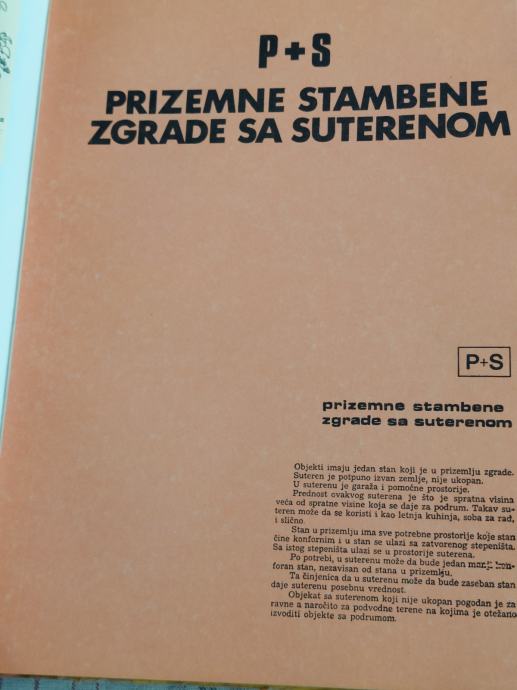 P+S
PRIZEMNE STAMBENE
ZGRADE SA SUTERENOM
P+S
prizemne stambene
zgrade sa suterenom
Objekti imaju jedan stan koji je u prizemlju zgrade.
Suteren je potpuno izvan zemlje, nije ukopan.
U suterenu je garaža i pomoćne prostorije.
Prednost ovakvog suterena je što je spratna visina
veća od spratne visine koja se daje za podrum. Takav su-
teren može da se koristi i kao letnja kuhinja, soba za rad,
i slično.
Stan u prizemlju ima sve potrebne prostorije koje stan
čine konfornim i u stan se ulazi sa zatvorenog stepeništa.
Sa istog stepeništa ulazi se u prostorije suterena.
Po potrebi, u suterenu može da bude jedan
foran stan, nezavisan od stana u prizemlju.
Ta činjenica da u suterenu može da bude zaseban stan
daje suterenu posebnu vrednost.
Objekat sa suterenom koji nije ukopan pogodan je za
ravne a naročito za podvodne terene na kojima je otežano
izvoditi objekte sa podrumom.